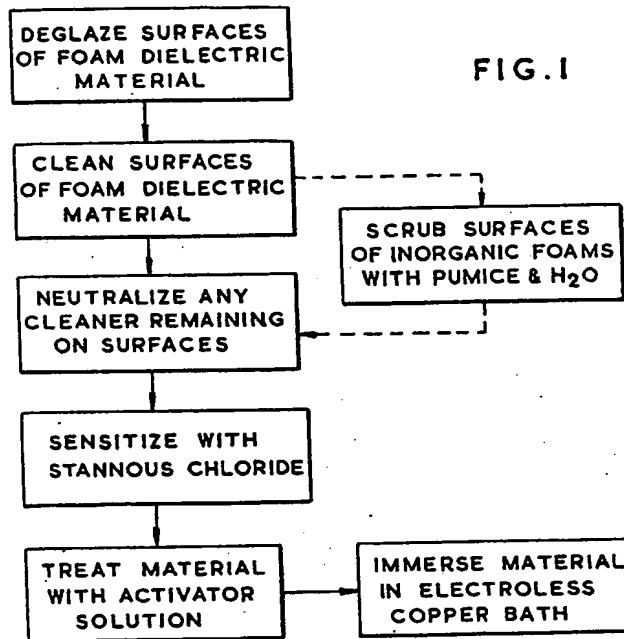 DEGLAZE SURFACES
OF FOAM DIELECTRIC
MATERIAL
FIG.1
CLEAN SURFACES
OF FOAM DIELECTRIC
MATERIAL
SCRUB SURFACES
OF INORGANIC FOAMS
WITH PUMICE & H₂O
NEUTRALIZE ANY
CLEANER REMAINING
ON SURFACES
SENSITIZE WITH
STANNOUS CHLORIDE
TREAT MATERIAL
WITH ACTIVATOR
SOLUTION
IMMERSE MATERIAL
IN ELECTROLESS
COPPER BATH